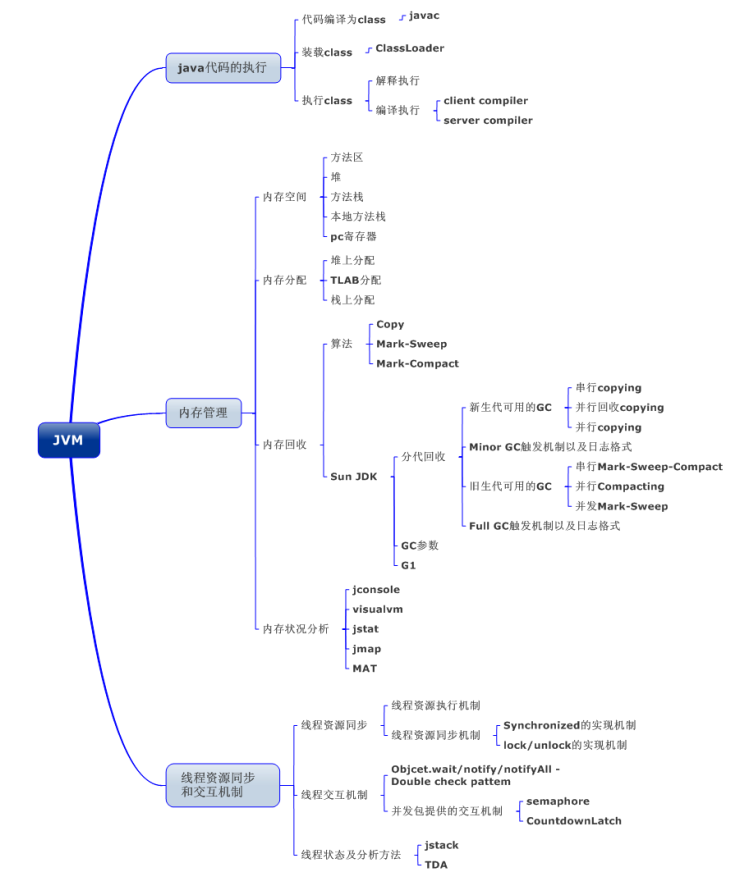 代码编译为class
javac
装载class
ClassLoader
java代码的执行
执行class
解释执行
编译执行
client compiler
server compiler
内存空间
方法区
堆
方法栈
本地方法栈
pc寄存器
内存分配
堆上分配
TLAB分配
栈上分配
JVM
内存管理
内存回收
算法
Copy
Mark-Sweep
Mark-Compact
Sun JDK
分代回收
新生代可用的GC
串行copying
并行回收copying
并行copying
Minor GC触发机制以及日志格式
旧生代可用的GC
串行Mark-Sweep-Compact
并行Compacting
并发Mark-Sweep
Full GC触发机制以及日志格式
GC参数
G1
内存状况分析
jconsole
visualvm
jstat
jmap
MAT
线程资源同步
和交互机制
线程资源同步
线程资源执行机制
线程资源同步机制
Synchronized的实现机制
lock/unlock的实现机制
线程交互机制
Objcet.wait/notify/notifyAll -
Double check pattem
并发包提供的交互机制
semaphore
CountdownLatch
线程状态及分析方法
jstack
TDA